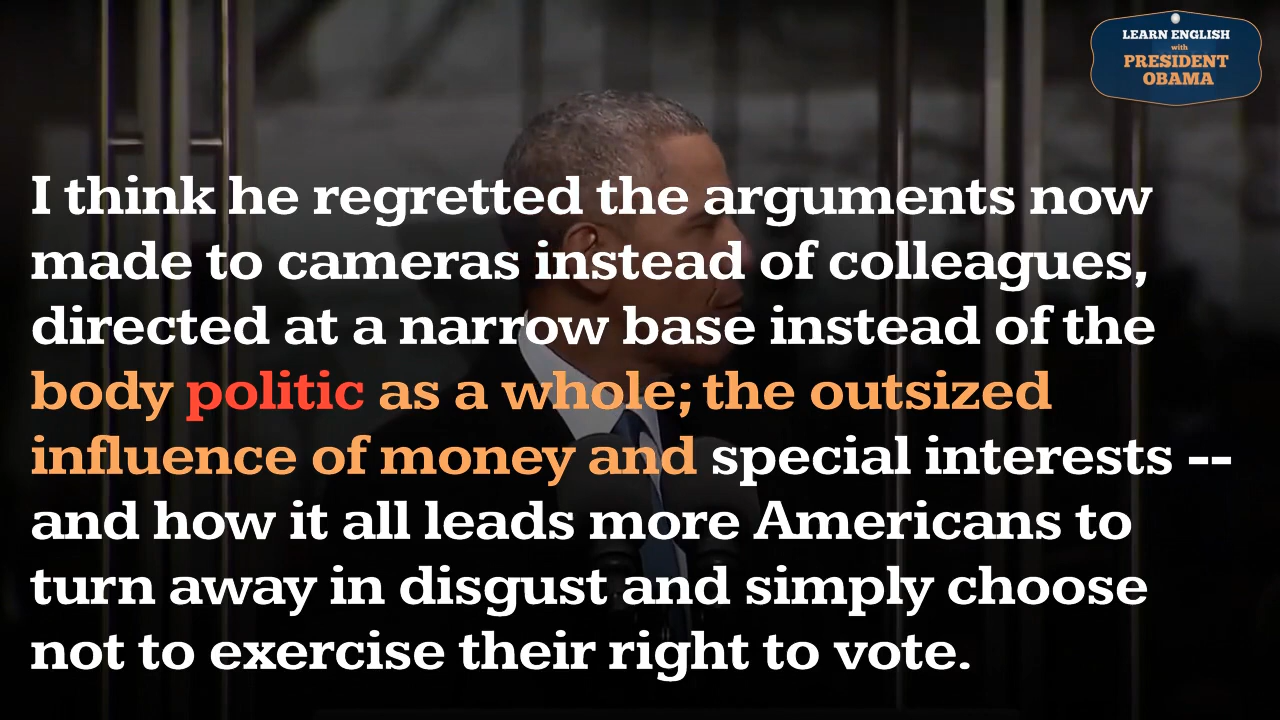 LEARN ENGLISH
with
PRESIDENT
OBAMA
I think he regretted the arguments now
made to cameras instead of colleagues,
directed at a narrow base instead of the
body politic as a whole; the outsized
influence of money and special interests --
and how it all leads more Americans to
turn away in disgust and simply choose
not to exercise their right to vote.